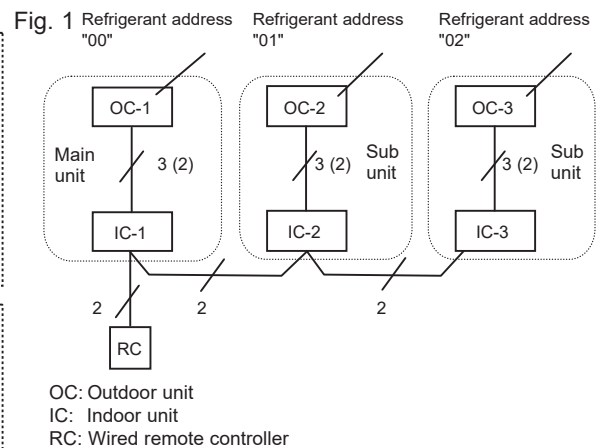 Fig. 1
Refrigerant address "00"
Refrigerant address "01"
Refrigerant address "02"
OC-1
OC-2
OC-3
Main unit
3 (2)
3 (2)
Sub unit
3 (2)
Sub unit
IC-1
IC-2
IC-3
2
2
2
RC
OC: Outdoor unit
IC: Indoor unit
RC: Wired remote controller